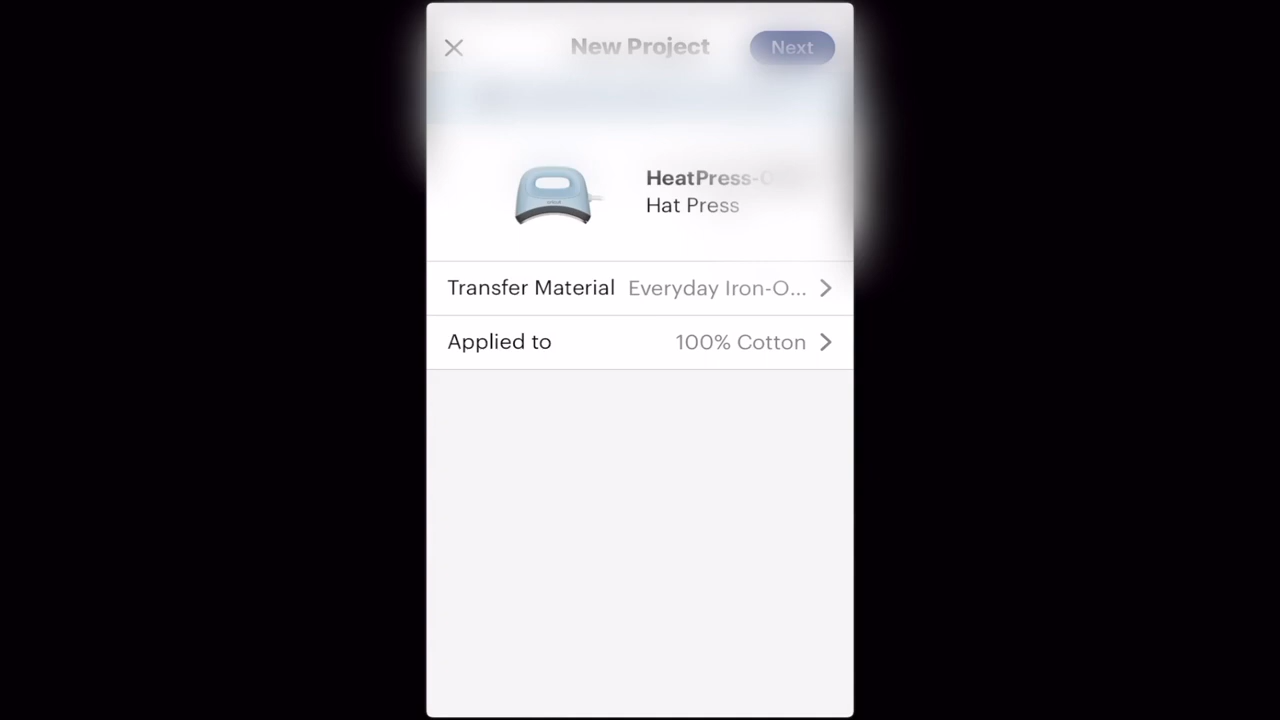 New Project
Next
HeatPress-
Hat Press
Transfer Material Everyday Iron-O...
Applied to 100% Cotton